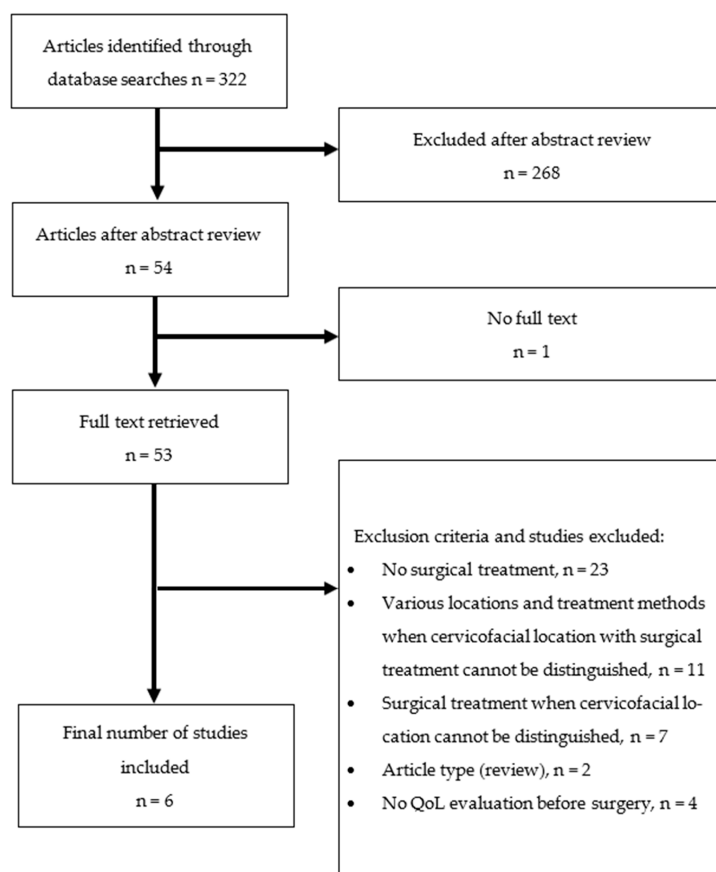 Articles identified through
database searches n = 322
Excluded after abstract review
n = 268
Articles after abstract review
n = 54
No full text
n = 1
Full text retrieved
n = 53
Exclusion criteria and studies excluded:
• No surgical treatment, n = 23
• Various locations and treatment methods
when cervicofacial location with surgical
treatment cannot be distinguished, n = 11
• Surgical treatment when cervicofacial lo-
cation cannot be distinguished, n = 7
• Article type (review), n = 2
• No QoL evaluation before surgery, n = 4
Final number of studies
included
n = 6